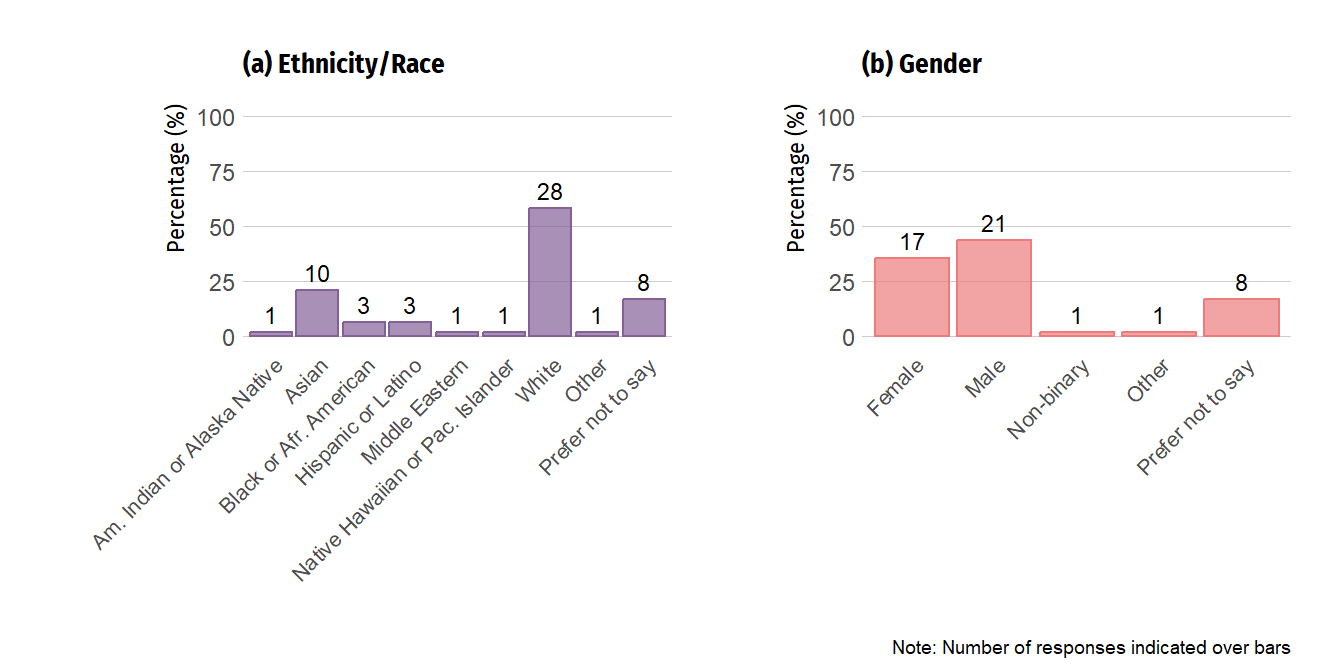 (a) Ethnicity/Race
Percentage (%)
100
75
50
25
0
1
10
3
3
1
1
28
1
8
Am. Indian or Alaska Native
Asian
Black or Afr. American
Hispanic or Latino
Middle Eastern
Native Hawaiian or Pac. Islander
White
Other
Prefer not to say
(b) Gender
Percentage (%)
100
75
50
25
0
17
21
1
1
8
Female
Male
Non-binary
Other
Prefer not to say
Note: Number of responses indicated over bars